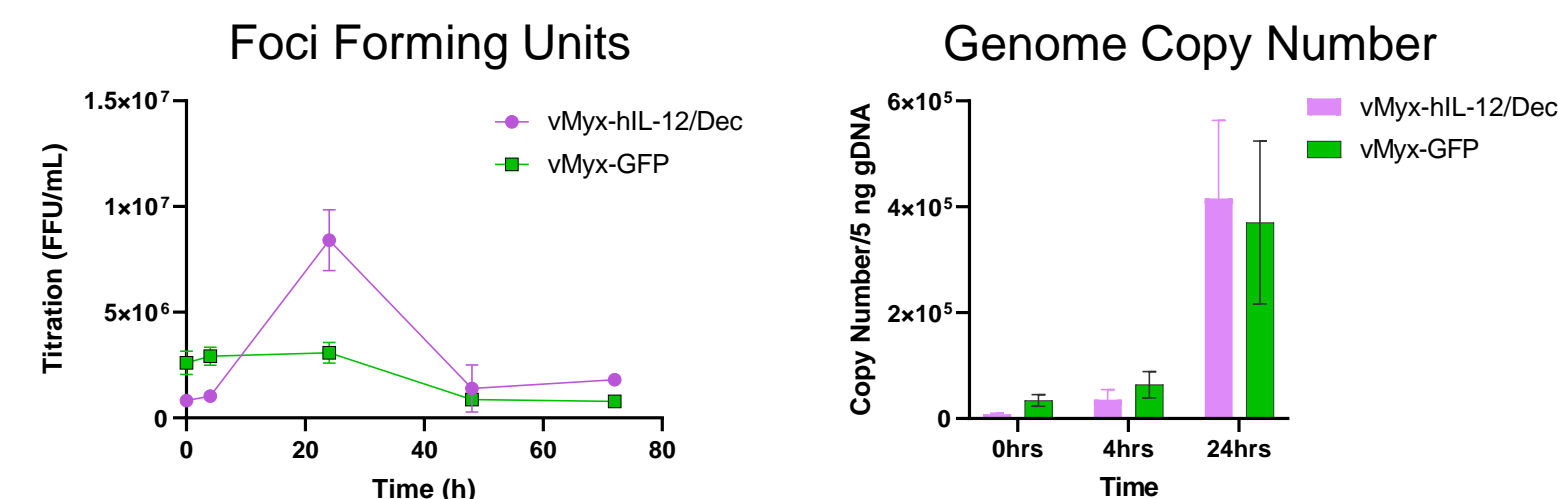 Foci Forming Units
Titration (FFU/mL)
1.5×10⁷
1×10⁷
5×10⁶
0
0 20 40 60 80
Time (h)
vMyx-hIL-12/Dec
vMyx-GFP
Genome Copy Number
Copy Number/5 ng gDNA
6×10⁵
4×10⁵
2×10⁵
0
0hrs 4hrs 24hrs
Time
vMyx-hIL-12/Dec
vMyx-GFP